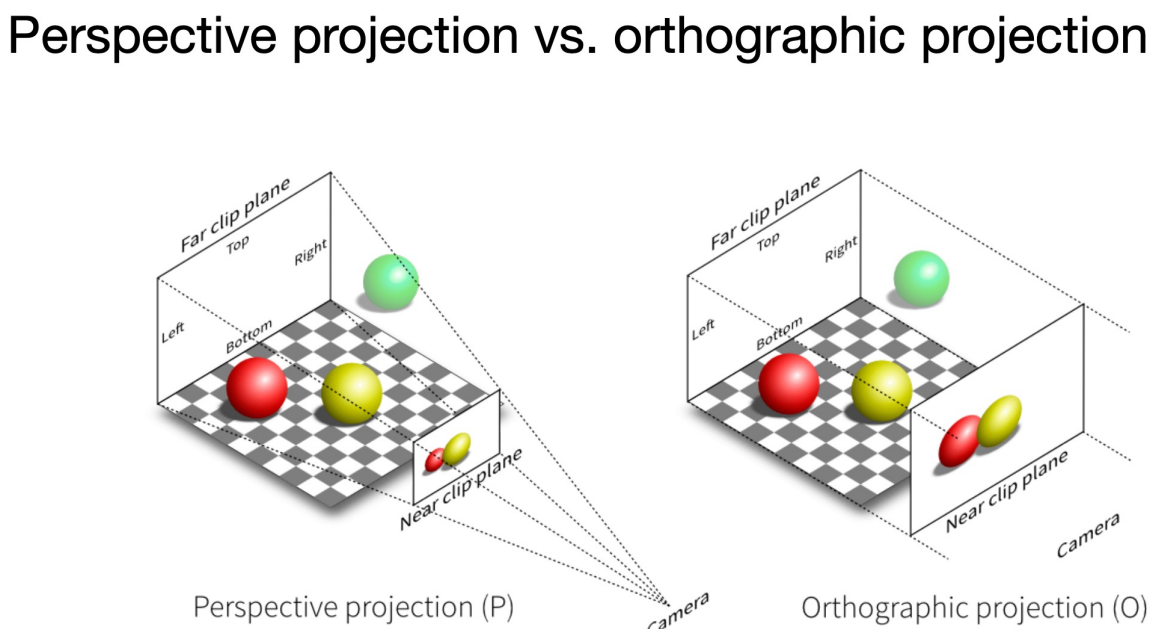 Perspective projection vs. orthographic projection
Far clip plane
Top
Right
Left
Bottom
Near clip plane
Camera
Perspective projection (P)
Far clip plane
Top
Right
Left
Bottom
Near clip plane
Camera
Orthographic projection (O)